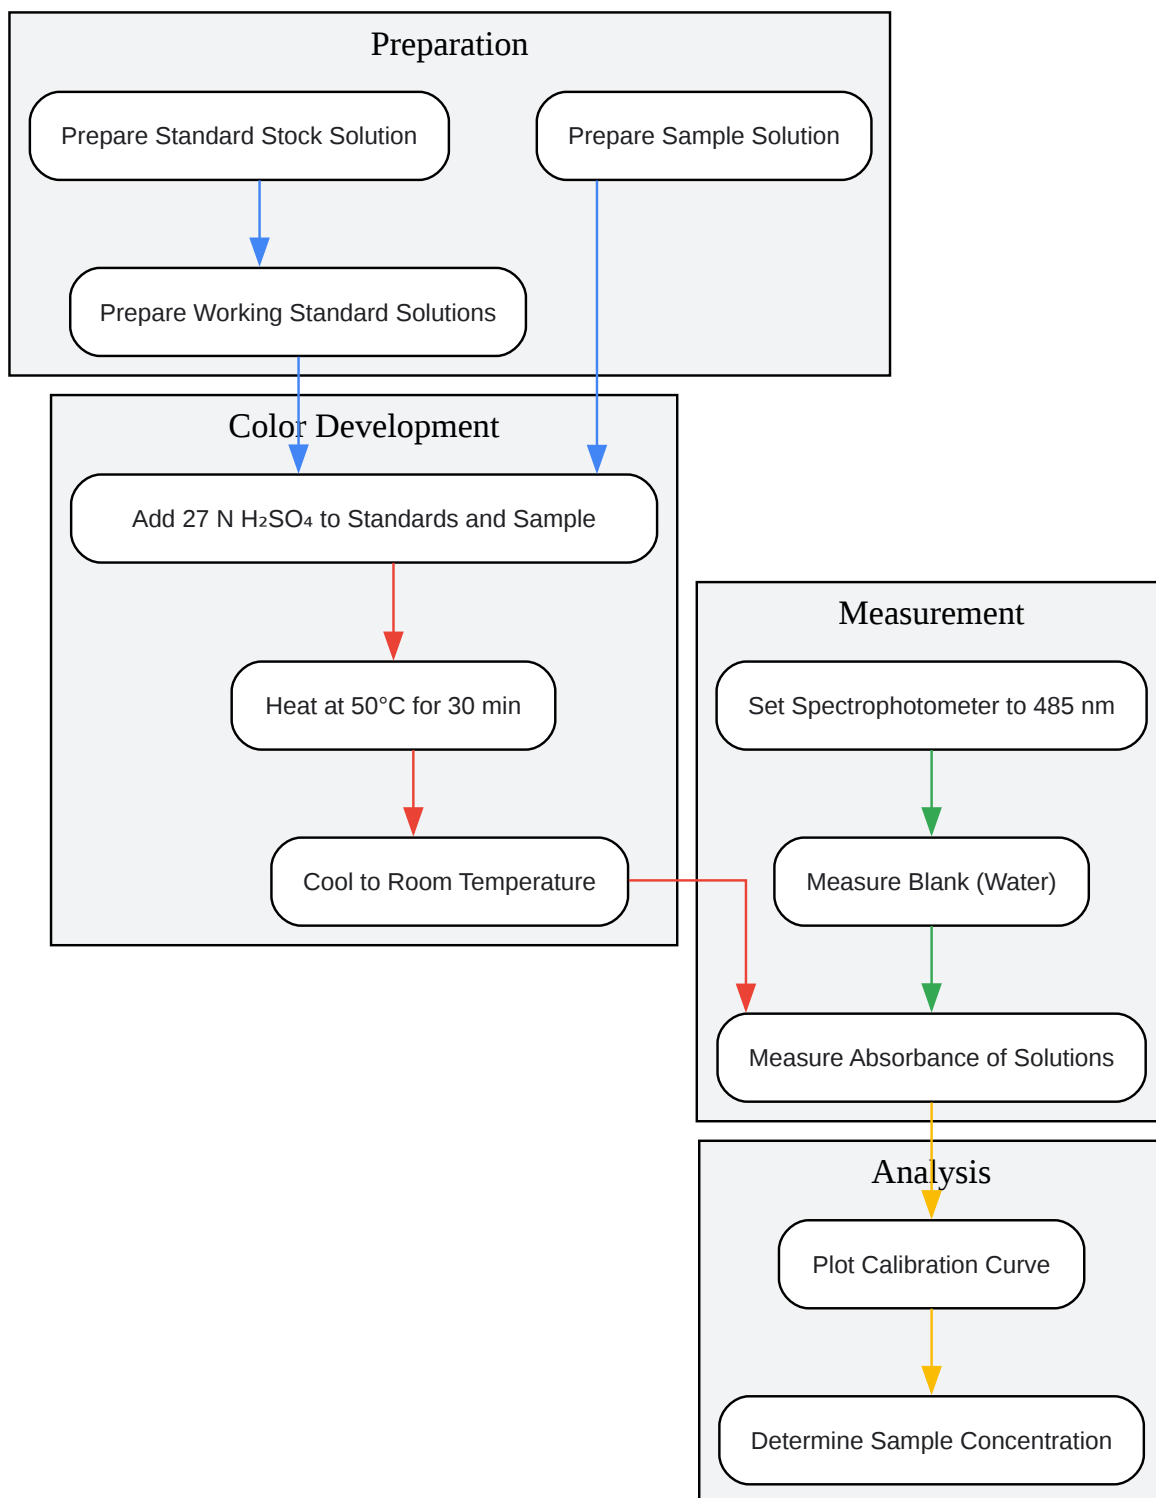 Preparation
Prepare Standard Stock Solution
Prepare Sample Solution
Prepare Working Standard Solutions
Color Development
Add 27 N H₂SO₄ to Standards and Sample
Heat at 50°C for 30 min
Cool to Room Temperature
Measurement
Set Spectrophotometer to 485 nm
Measure Blank (Water)
Measure Absorbance of Solutions
Analysis
Plot Calibration Curve
Determine Sample Concentration